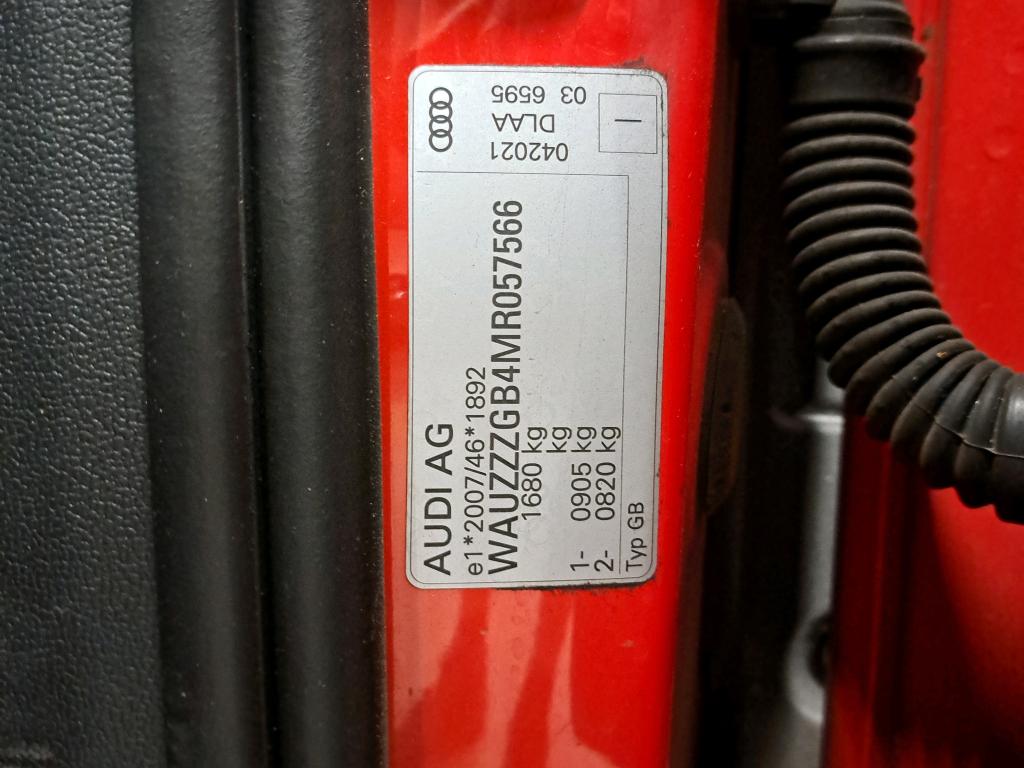 AUDI AG
e1*2007/46*1892
WAUZZZGB4MR057566
1680 kg
kg
1- 0905 kg
2- 0820 kg
Typ GB
042021
DLAA
03 6595